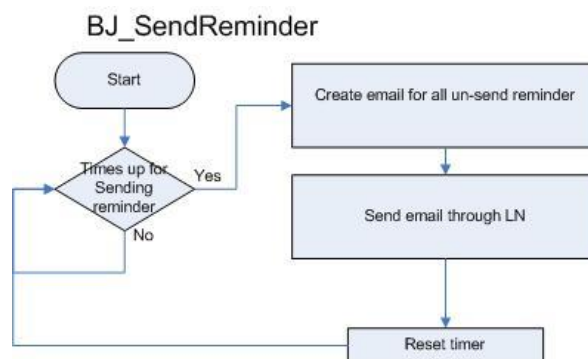 BJ_SendReminder
Start
Times up for
Sending
reminder
Yes
No
Create email for all un-send reminder
Send email through LN
Reset timer